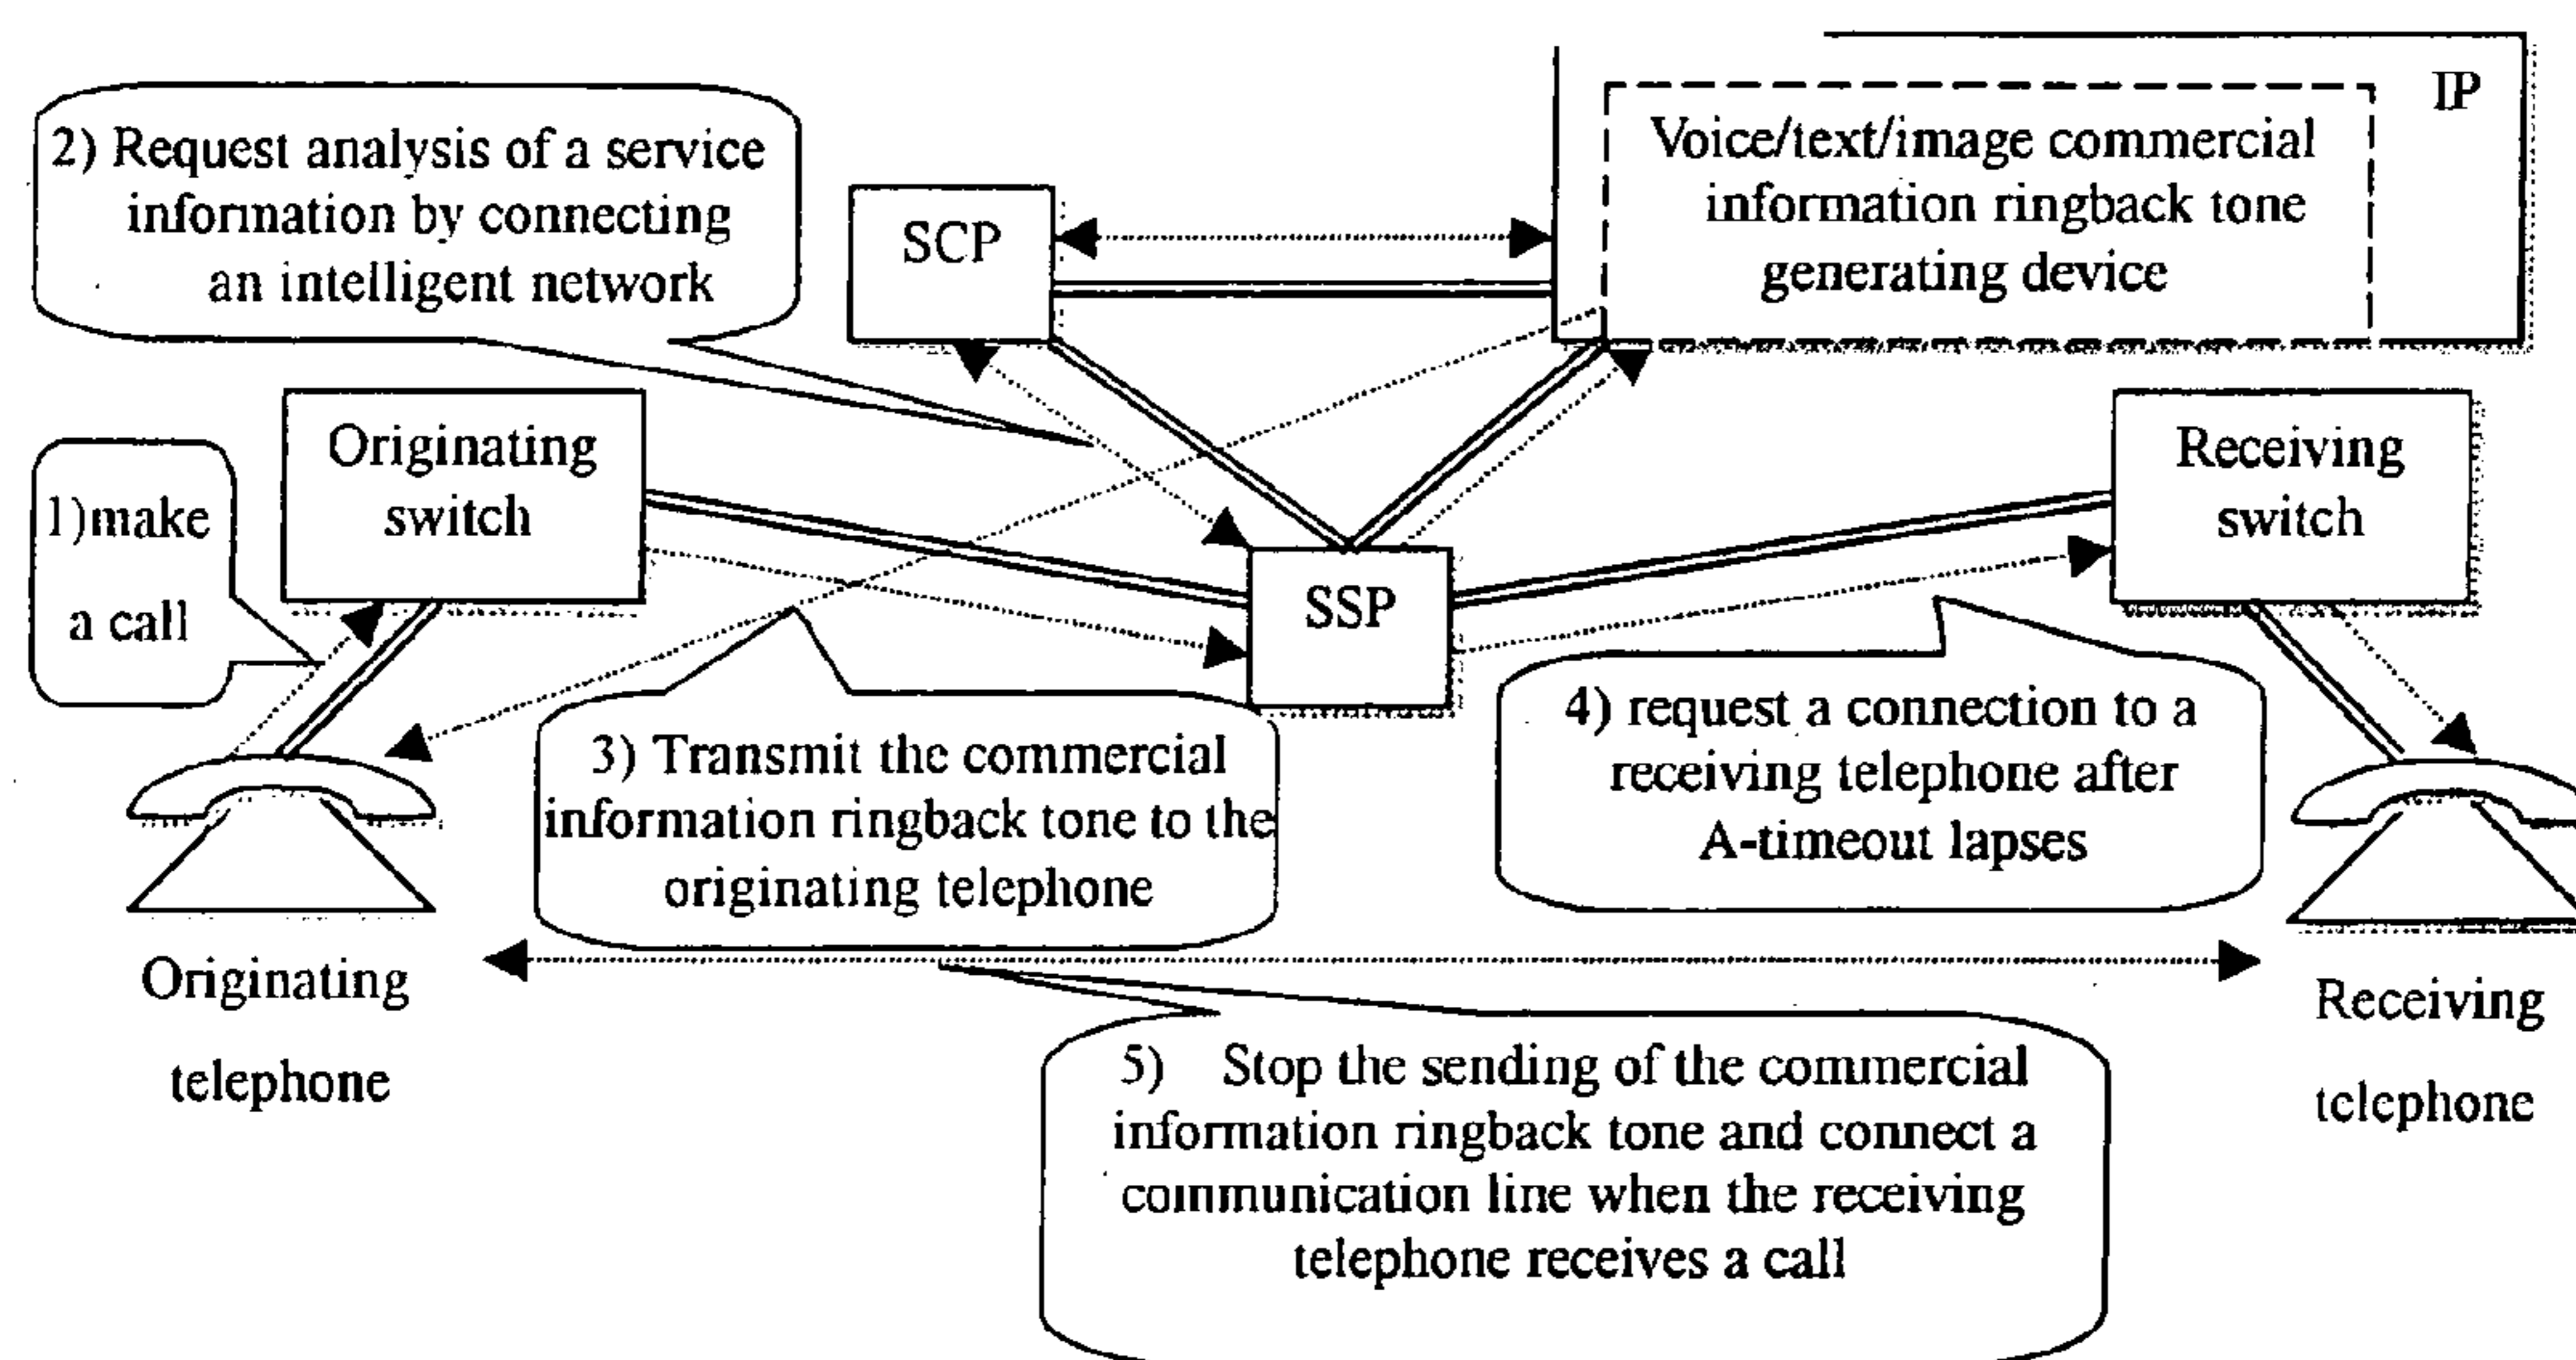 IP
Voice/text/image commercial
information ringback tone
generating device
2) Request analysis of a service
information by connecting
an intelligent network
SCP
Originating
switch
Receiving
switch
1)make
a call
SSP
3) Transmit the commercial
information ringback tone to the
originating telephone
4) request a connection to a
receiving telephone after
A-timeout lapses
Originating
telephone
Receiving
telephone
5) Stop the sending of the commercial
information ringback tone and connect a
communication line when the receiving
telephone receives a call